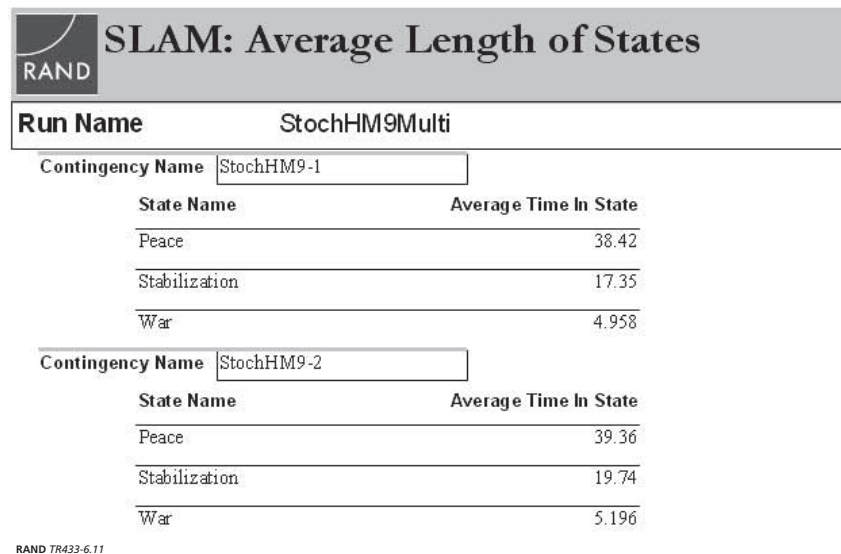 RAND
SLAM: Average Length of States
Run Name StochHM9Multi
Contingency Name StochHM9-1
State Name Average Time In State
Peace 38.42
Stabilization 17.35
War 4.958
Contingency Name StochHM9-2
State Name Average Time In State
Peace 39.36
Stabilization 19.74
War 5.196
RAND TR433-6.11